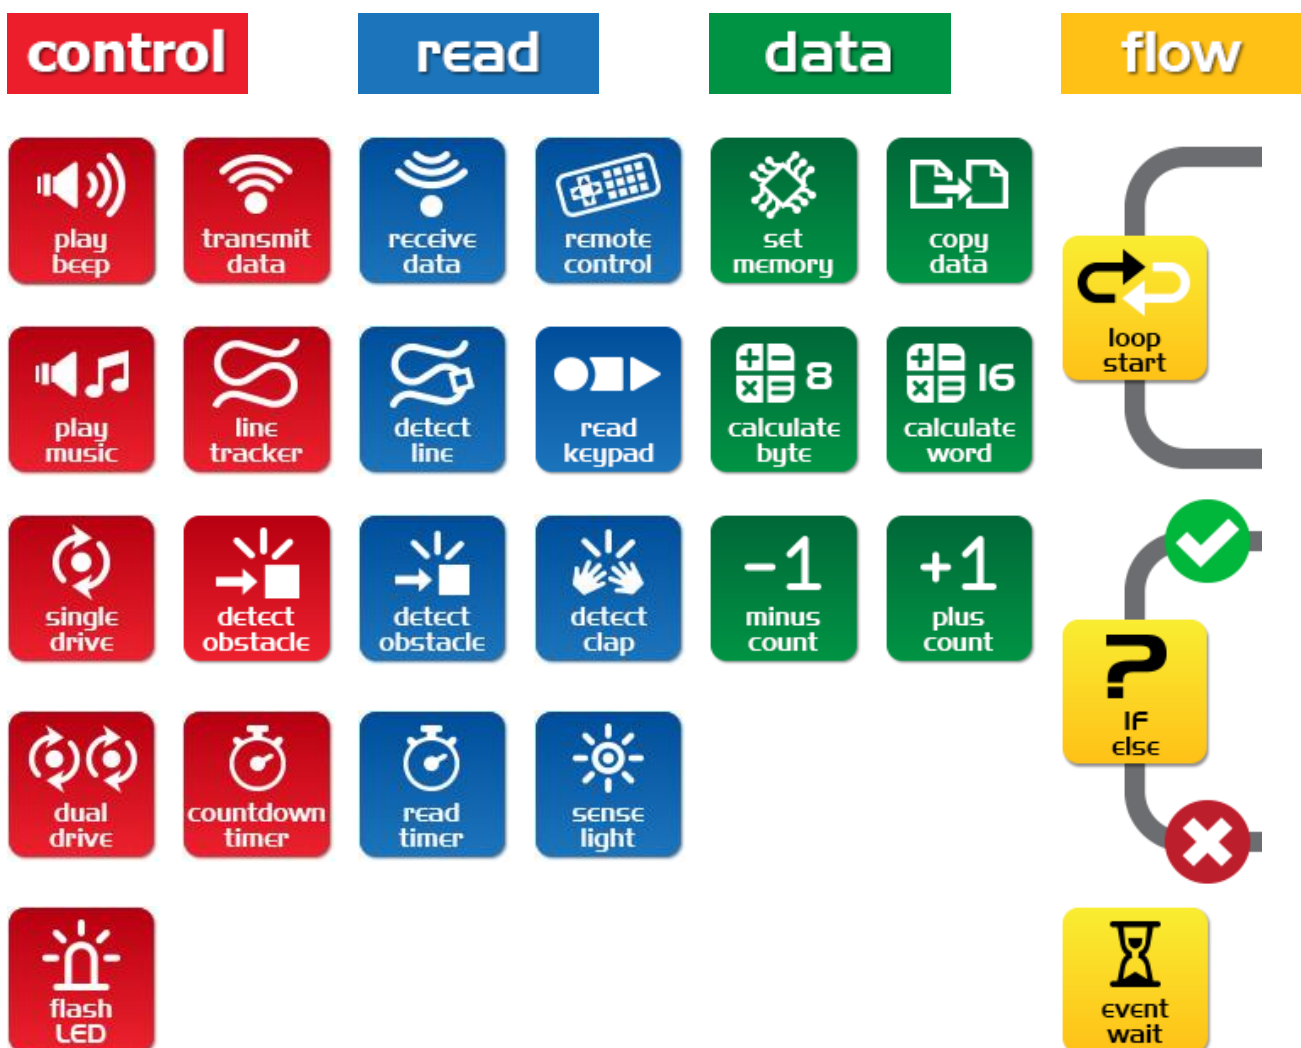 control
read
data
flow
play
beep
transmit
data
receive
data
remote
control
set
memory
copy
data
loop
start
play
music
line
tracker
detect
line
read
keypad
8
calculate
byte
16
calculate
word
single
drive
detect
obstacle
detect
obstacle
detect
clap
-1
minus
count
+1
plus
count
?
IF
else
dual
drive
countdown
timer
read
timer
sense
light
flash
LED
event
wait